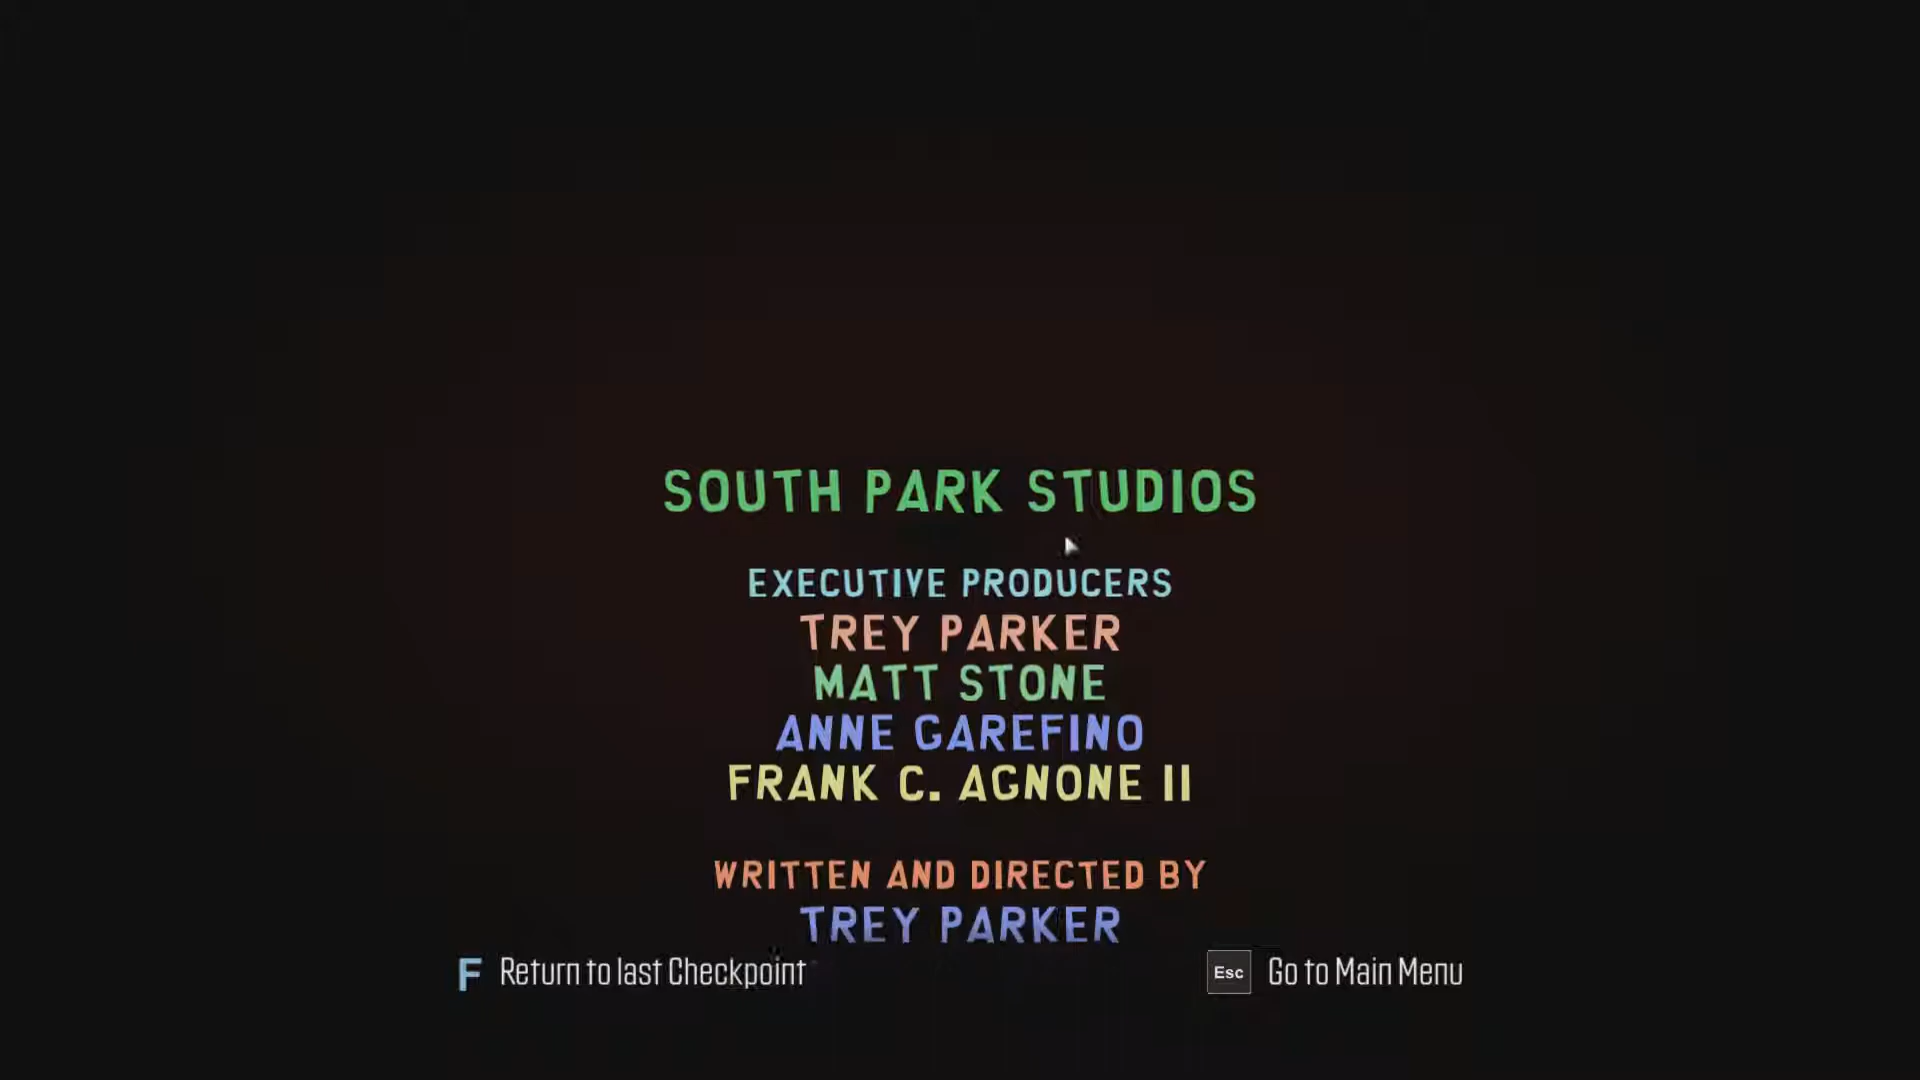 SOUTH PARK STUDIOS
EXECUTIVE PRODUCERS
TREY PARKER
MATT STONE
ANNE GAREFINO
FRANK C. AGNONE II
WRITTEN AND DIRECTED BY
TREY PARKER
F Return to last Checkpoint
Esc Go to Main Menu